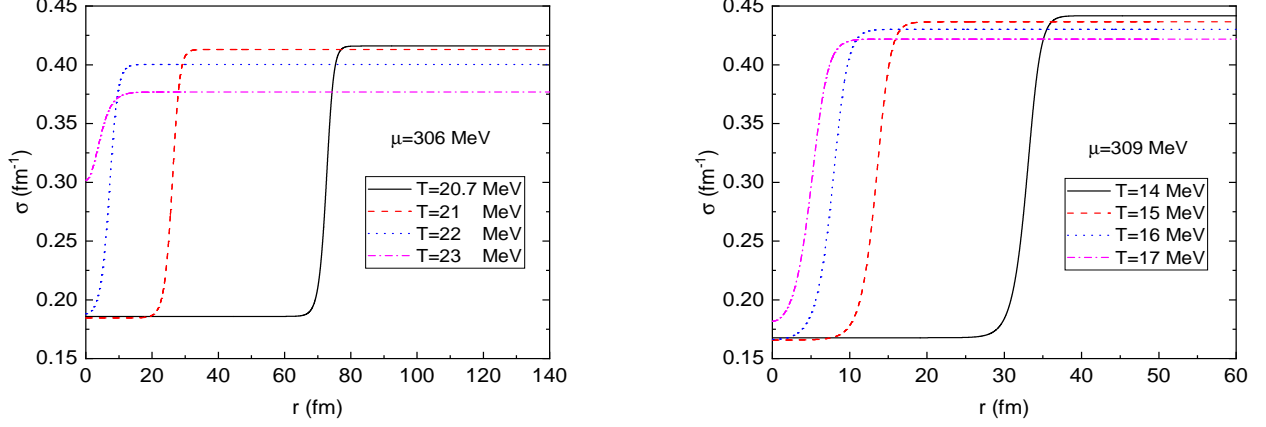 0.45
0.40
0.35
0.30
0.25
0.20
0.15
σ (fm⁻¹)
0 20 40 60 80 100 120 140
r (fm)
μ=306 MeV
T=20.7 MeV
T=21 MeV
T=22 MeV
T=23 MeV
0.45
0.40
0.35
0.30
0.25
0.20
0.15
σ (fm⁻¹)
0 10 20 30 40 50 60
r (fm)
μ=309 MeV
T=14 MeV
T=15 MeV
T=16 MeV
T=17 MeV